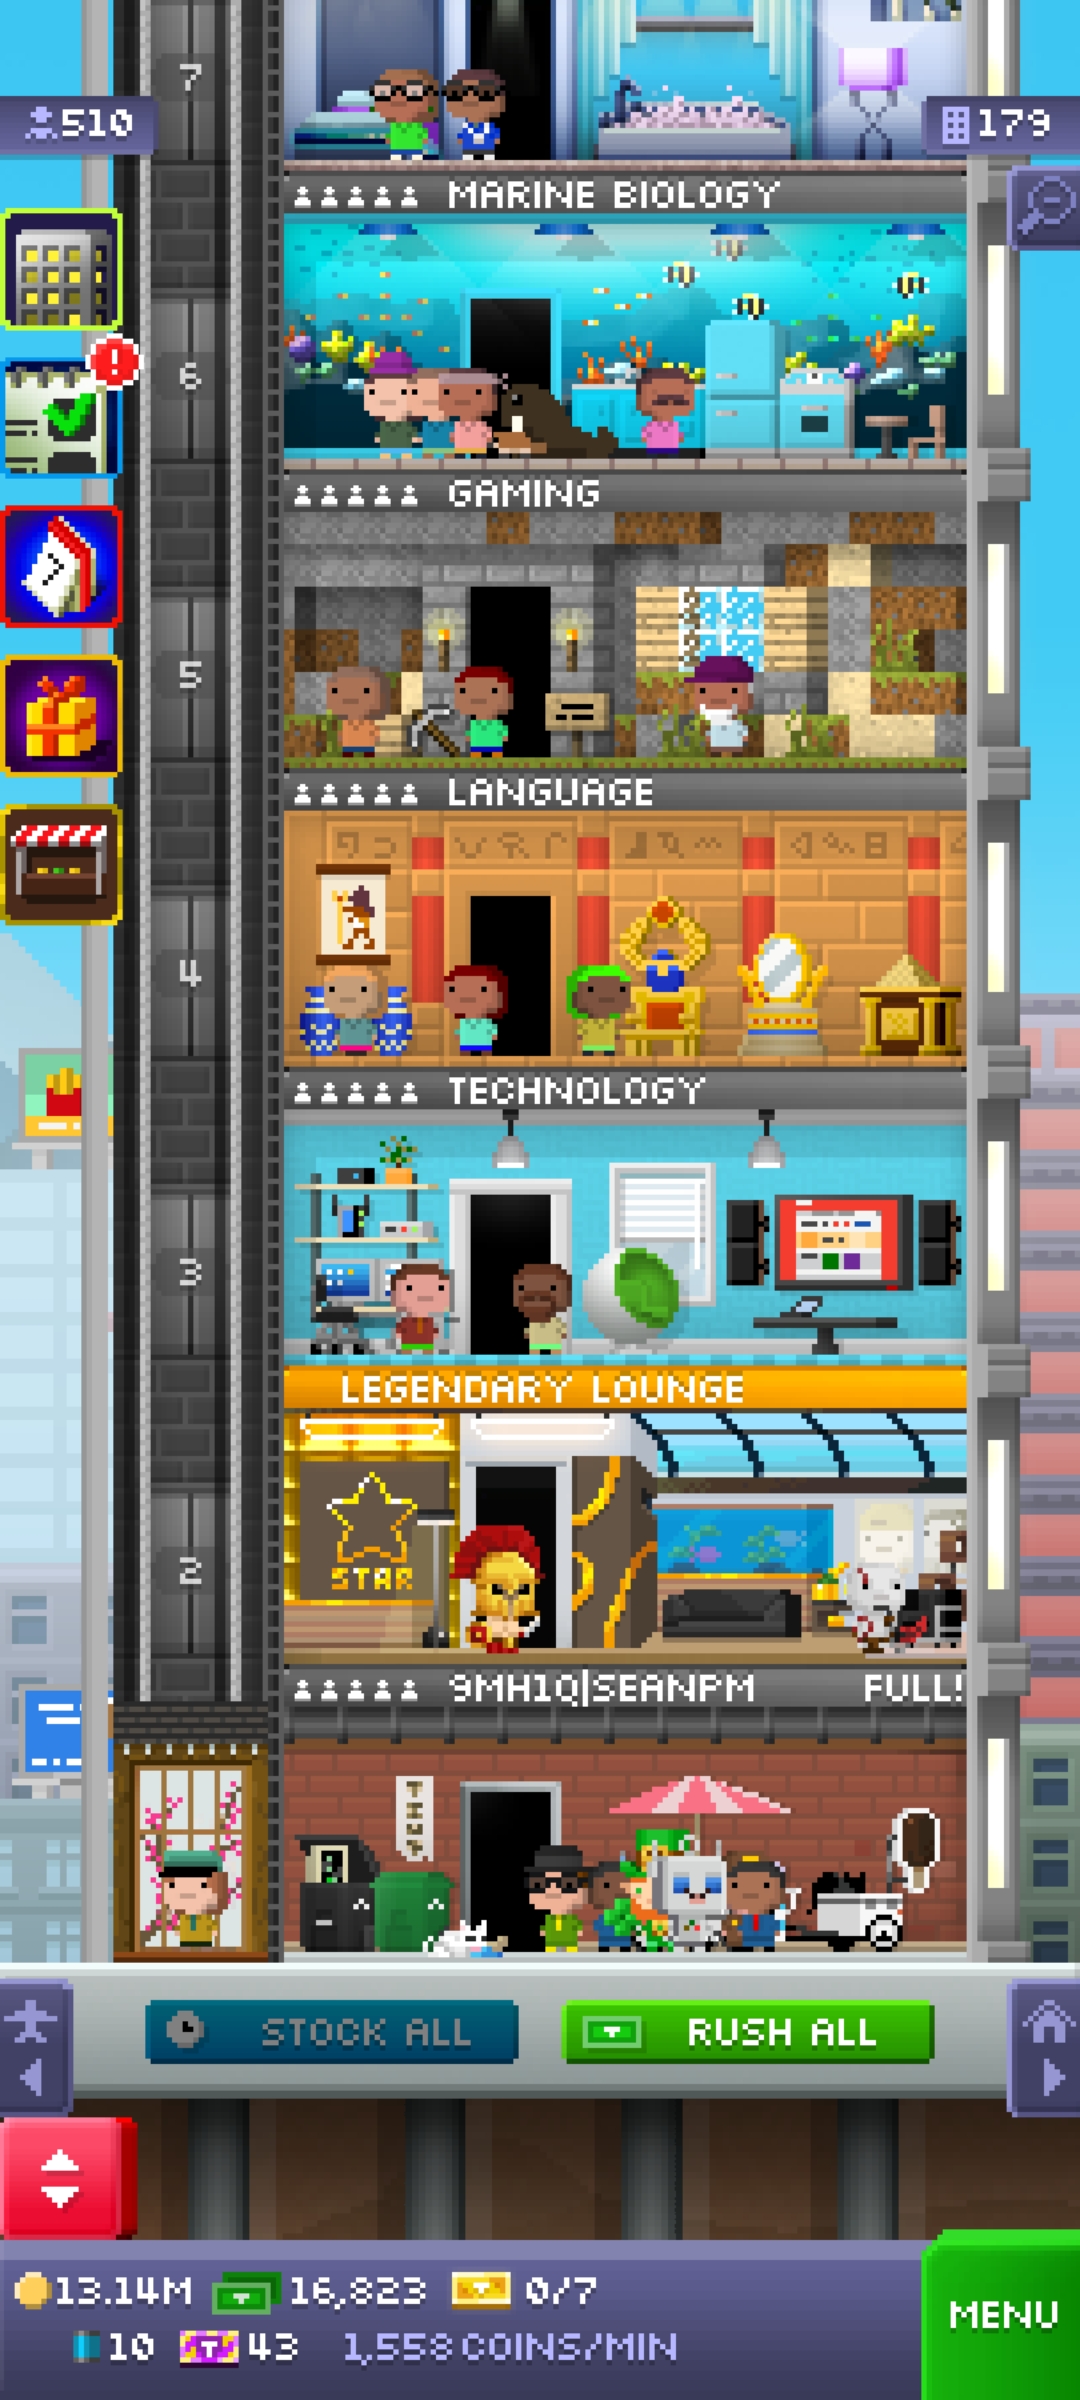 7
510
179
MARINE BIOLOGY
6
GAMING
7
5
LANGUAGE
4
TECHNOLOGY
3
LEGENDARY LOUNGE
STAR
2
9MH1Q|SEANPM FULL!
STOCK ALL
RUSH ALL
13.14M 16,823 0/7
MENU
10 T 43 1,558 COINS/MIN